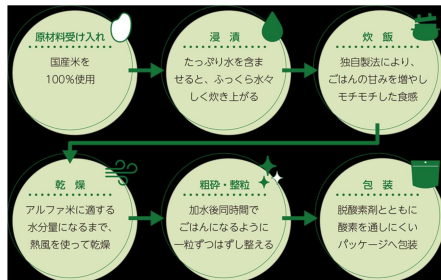 原材料受け入れ
国産米を
100%使用
浸漬
たっぷり水を含ま
せると、ふっくら水々
しく炊き上がる
炊飯
独自製法により、
ごはんの甘みを増やし
モチモチした食感
乾燥
アルファ米に適する
水分量になるまで、
熱風を使って乾燥
粗砕・整粒
加水後同時間で
ごはんになるように
一粒ずつはずし整える
包装
脱酸素剤とともに
酸素を通しにくい
パッケージへ包装